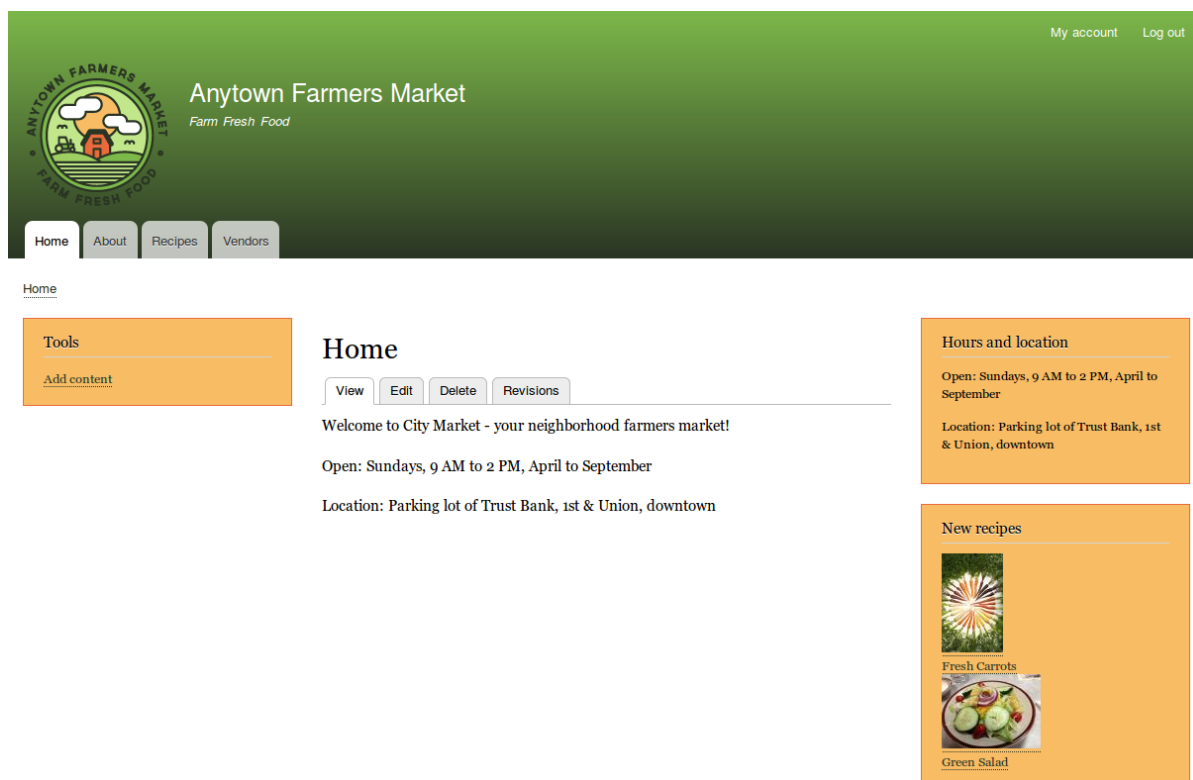 My account Log out
ANYTOWN FARMERS MARKET
FARM FRESH FOOD
Anytown Farmers Market
Farm Fresh Food
Home About Recipes Vendors
Home
Tools
Add content
Home
View Edit Delete Revisions
Welcome to City Market - your neighborhood farmers market!
Open: Sundays, 9 AM to 2 PM, April to September
Location: Parking lot of Trust Bank, 1st & Union, downtown
Hours and location
Open: Sundays, 9 AM to 2 PM, April to
September
Location: Parking lot of Trust Bank, 1st
& Union, downtown
New recipes
Fresh Carrots
Green Salad